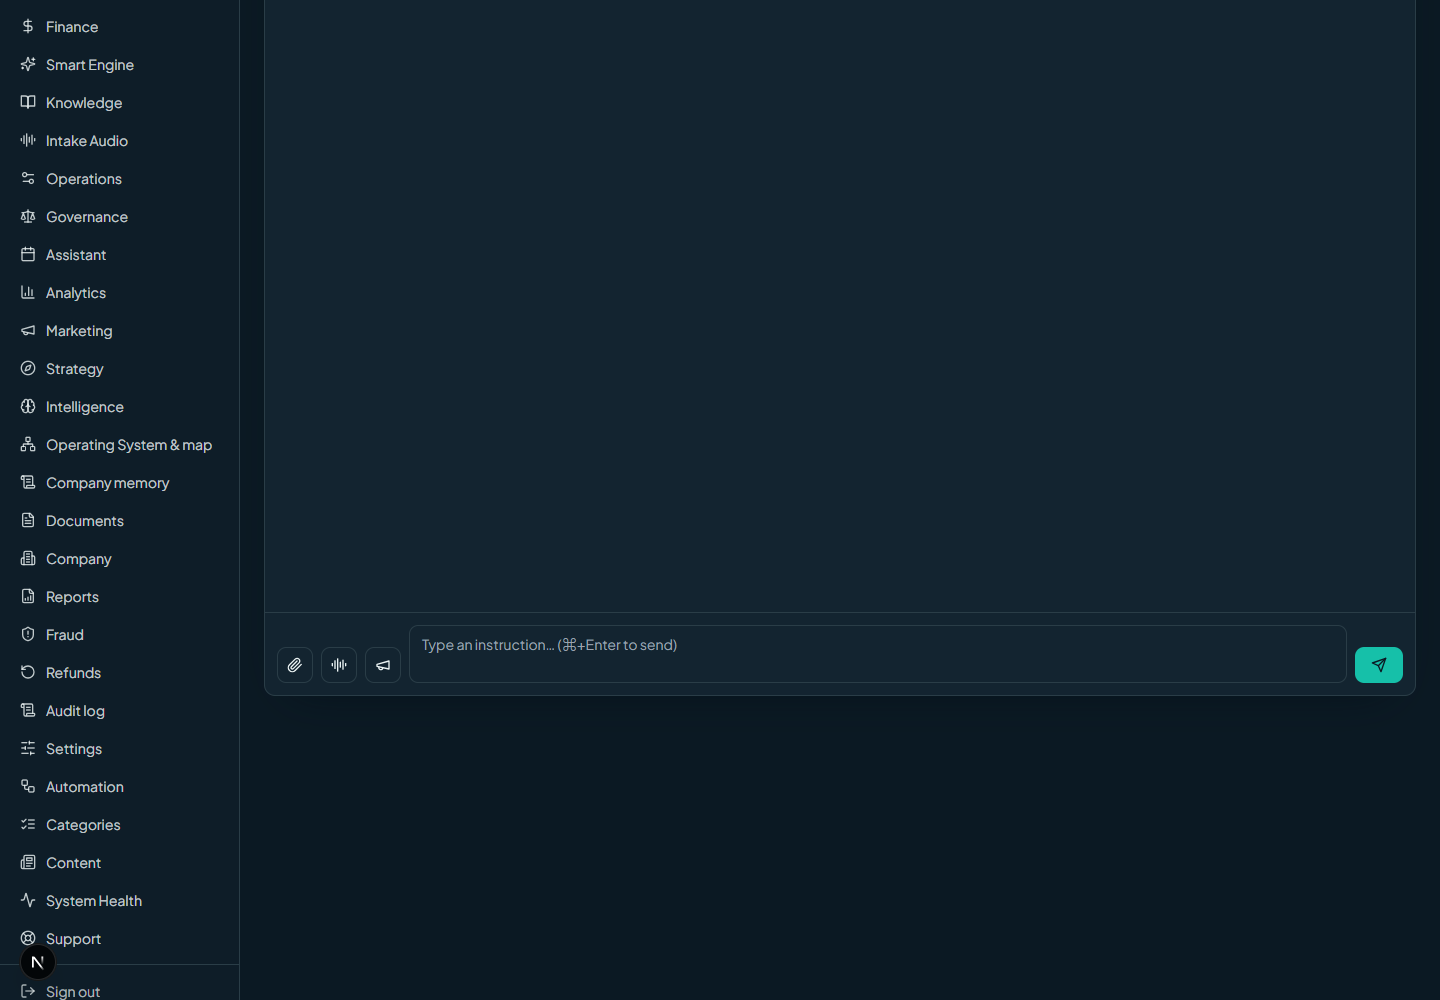 Finance
Smart Engine
Knowledge
Intake Audio
Operations
Governance
Assistant
Analytics
Marketing
Strategy
Intelligence
Operating System & map
Company memory
Documents
Company
Reports
Fraud
Refunds
Audit log
Settings
Automation
Categories
Content
System Health
Support
N
Sign out
Type an instruction... (⌘+Enter to send)